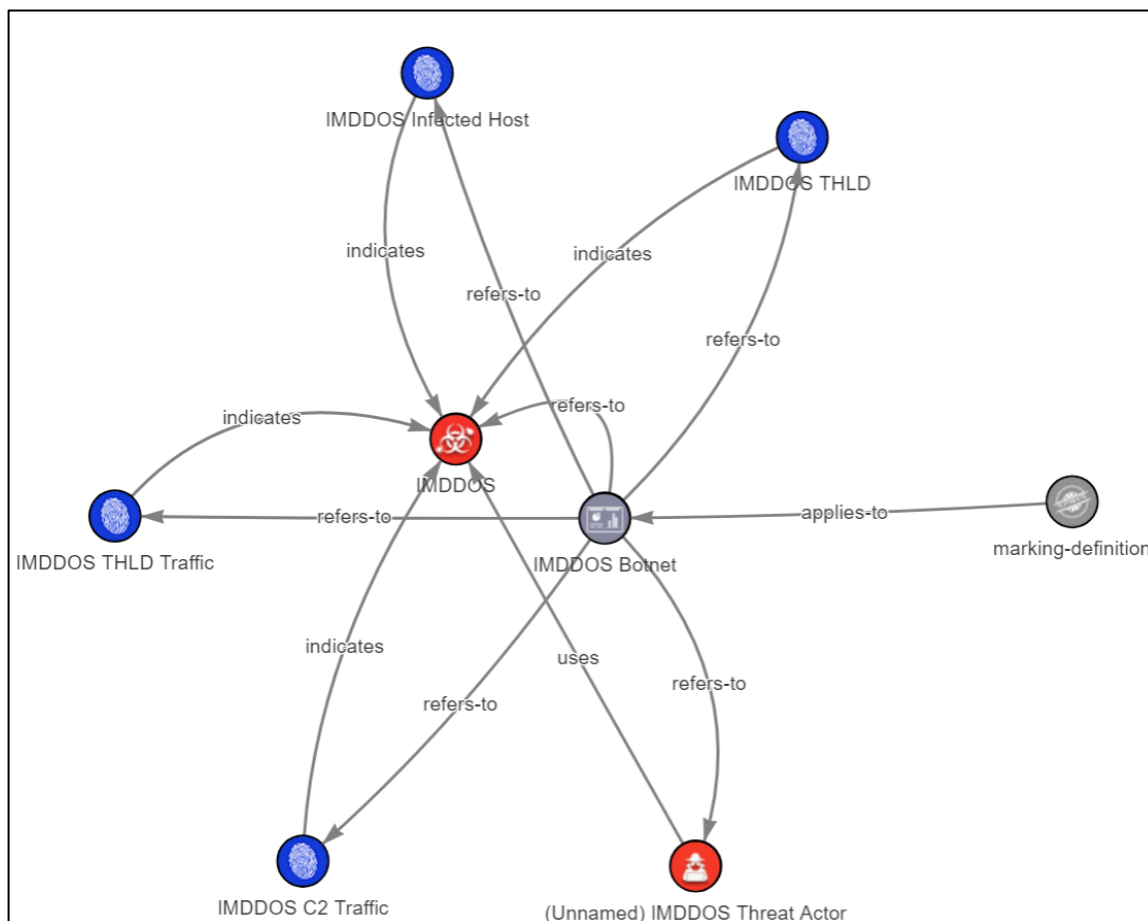 IMDDOS Infected Host
IMDDOS THLD
indicates
indicates
refers-to
refers-to
refers-to
indicates
IMDDOS
refers-to
applies-to
IMDDOS THLD Traffic
IMDDOS Botnet
marking-definition
indicates
uses
refers-to
refers-to
IMDDOS C2 Traffic
(Unnamed) IMDDOS Threat Actor